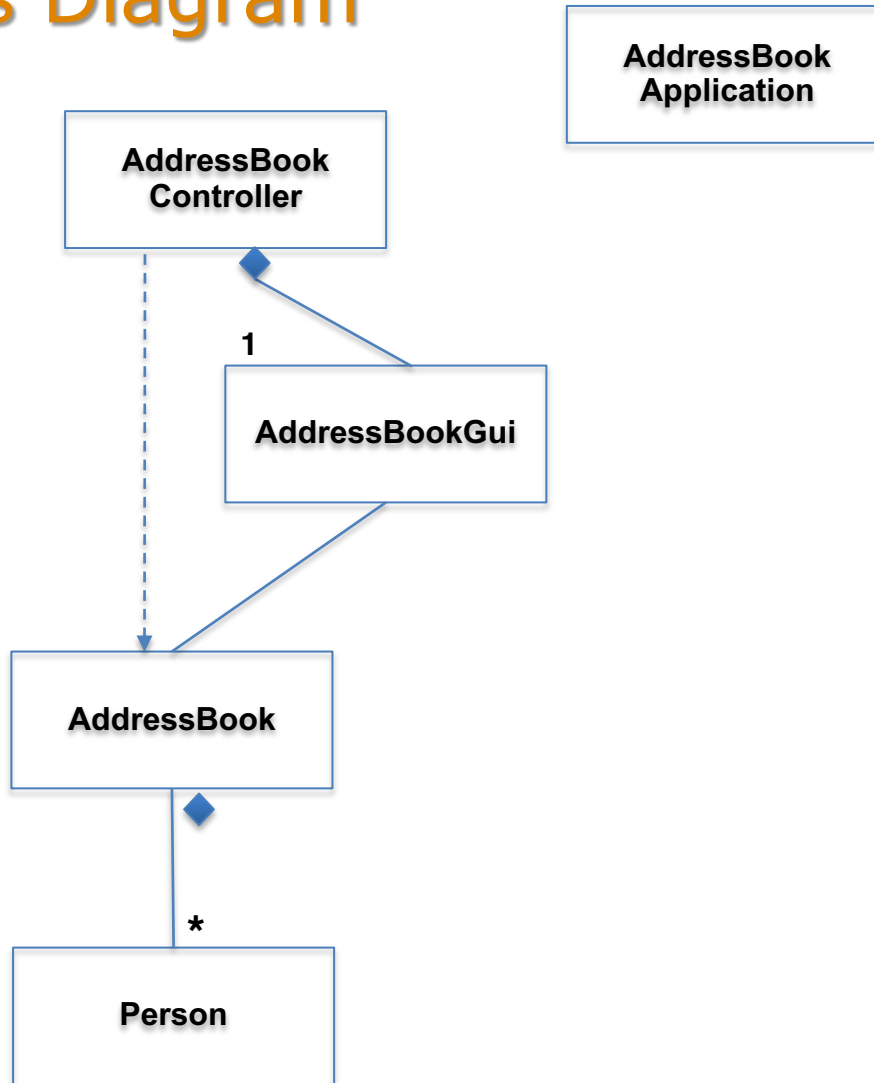 s Diagram
AddressBook
Application
AddressBook
Controller
1
AddressBookGui
AddressBook
*
Person